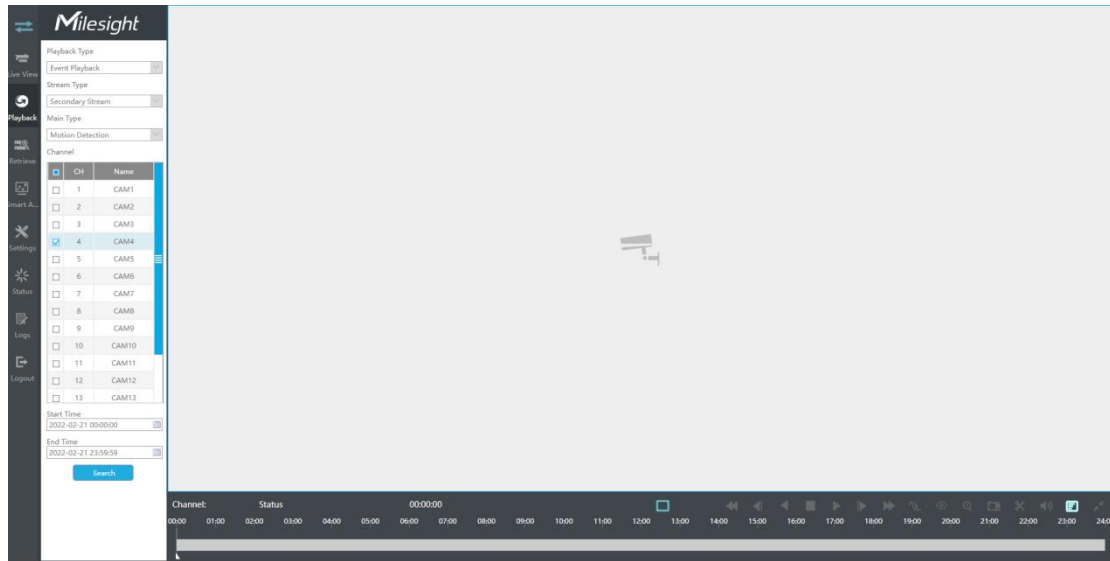 Milesight
Live View
Playback
Retrieve
Smart A...
Settings
Status
Logs
Logout
Playback Type
Event Playback
Stream Type
Secondary Stream
Main Type
Motion Detection
Channel
CH Name
1 CAM1
2 CAM2
3 CAM3
4 CAM4
5 CAM5
6 CAM6
7 CAM7
8 CAM8
9 CAM9
10 CAM10
11 CAM11
12 CAM12
13 CAM13
Start Time
2022-02-21 00:00:00
End Time
2022-02-21 23:59:59
Search
Channel: Status 00:00:00
00:00 01:00 02:00 03:00 04:00 05:00 06:00 07:00 08:00 09:00 10:00 11:00 12:00 13:00 14:00 15:00 16:00 17:00 18:00 19:00 20:00 21:00 22:00 23:00 24:0